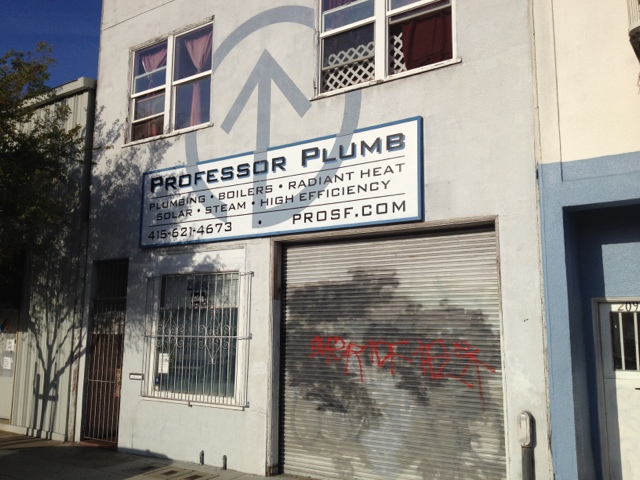 PROFESSOR PLUMB
PLUMBING • BOILERS • RADIANT HEAT
SOLAR • STEAM • HIGH EFFICIENCY
415-621-4673 • PROSF.COM